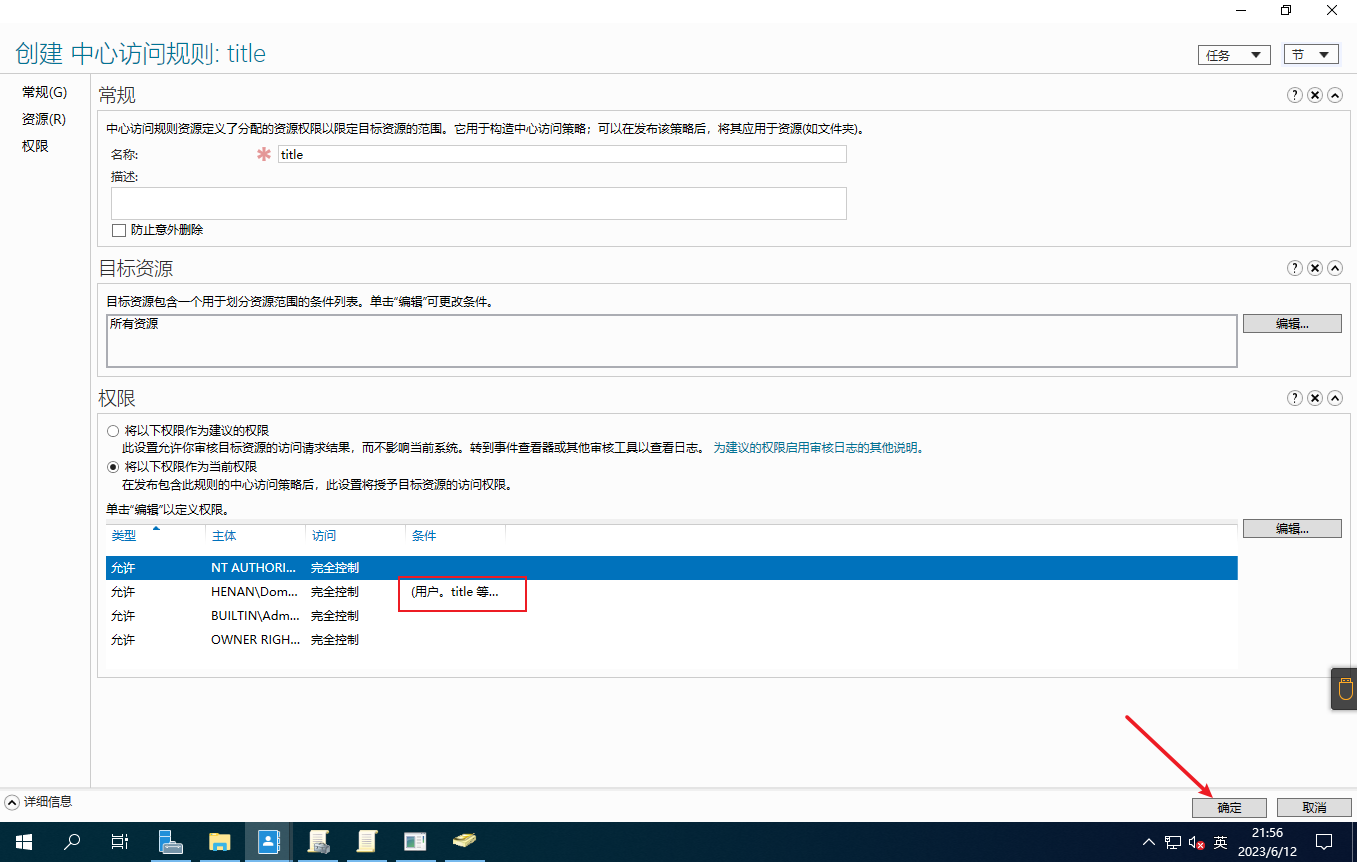 创建 中心访问规则: title
任务
节
常规(G)
资源(R)
权限
常规
中心访问规则资源定义了分配的资源权限以限定目标资源的范围。它用于构造中心访问策略；可以在发布该策略后，将其应用于资源(如文件夹)。
名称:
title
描述:
防止意外删除
目标资源
目标资源包含一个用于划分资源范围的条件列表。单击“编辑”可更改条件。
所有资源
编辑...
权限
将以下权限作为建议的权限
此设置允许你审核目标资源的访问请求结果，而不影响当前系统。转到事件查看器或其他审核工具以查看日志。 为建议的权限启用审核日志的其他说明。
将以下权限作为当前权限
在发布包含此规则的中心访问策略后，此设置将授予目标资源的访问权限。
单击“编辑”以定义权限。
编辑...
类型 主体 访问 条件
允许 NT AUTHORI... 完全控制
允许 HENAN\Dom... 完全控制 (用户。title 等...
允许 BUILTIN\Adm... 完全控制
允许 OWNER RIGH... 完全控制
详细信息
确定
取消
英
21:56
2023/6/12